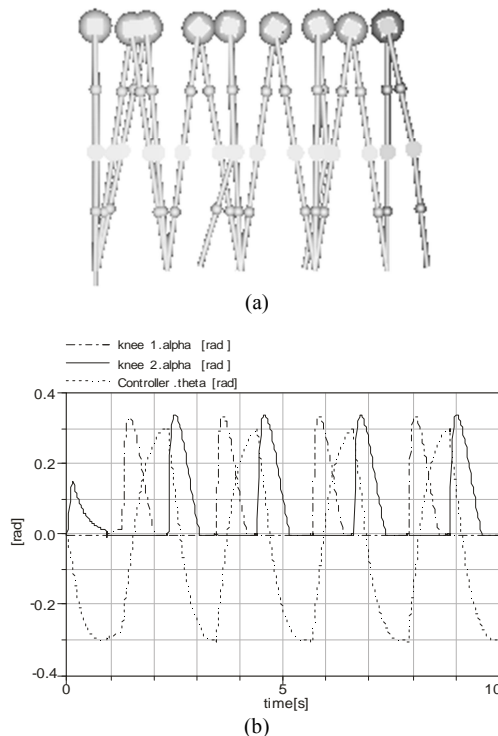 (a)
knee 1.alpha [rad ]
knee 2.alpha [rad ]
Controller .theta [rad]
0.4
0.2
0.0
-0.2
-0.4
[rad]
0 5 10
time[s]
(b)